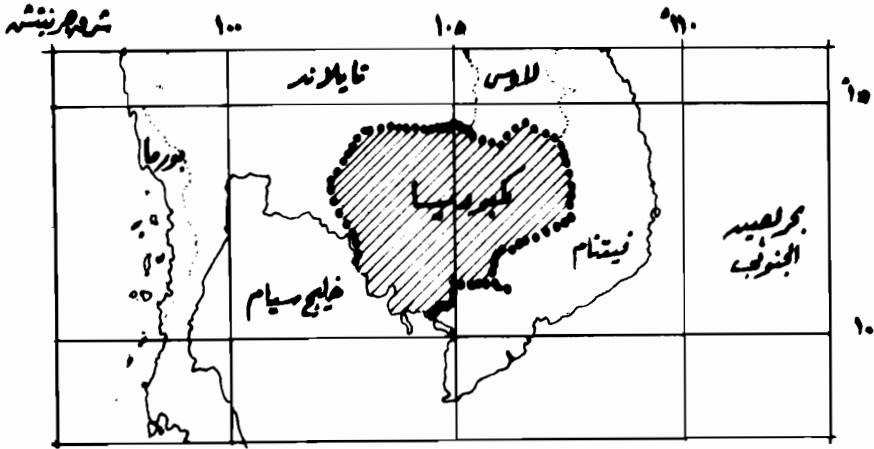 شرق جرينتش
١٠٠
١٠٥
١١٠°
تايلاند
لاوس
١٥°
بورما
كمبوديا
بحر الصين
الجنوبي
فيتنام
خليج سيام
١٠